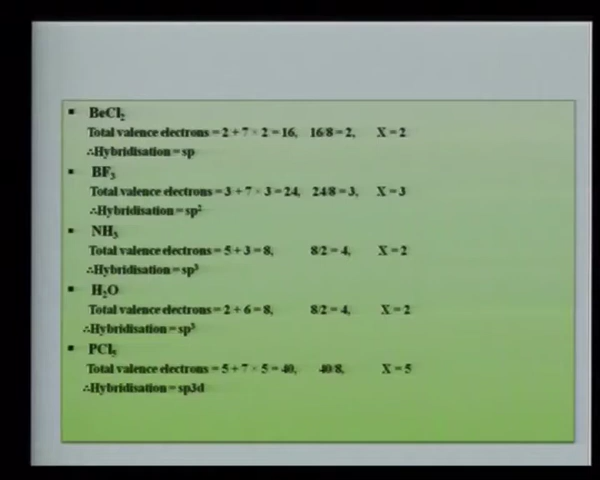 ▪ BeCl₂
Total valence electrons = 2 + 7 × 2 = 16, 16/8 = 2, X = 2
∴Hybridisation = sp
▪ BF₃
Total valence electrons = 3 + 7 × 3 = 24, 24/8 = 3, X = 3
∴Hybridisation = sp²
▪ NH₃
Total valence electrons = 5 + 3 = 8, 8/2 = 4, X = 2
∴Hybridisation = sp³
▪ H₂O
Total valence electrons = 2 + 6 = 8, 8/2 = 4, X = 2
∴Hybridisation = sp³
▪ PCl₅
Total valence electrons = 5 + 7 × 5 = 40, 40/8, X = 5
∴Hybridisation = sp3d